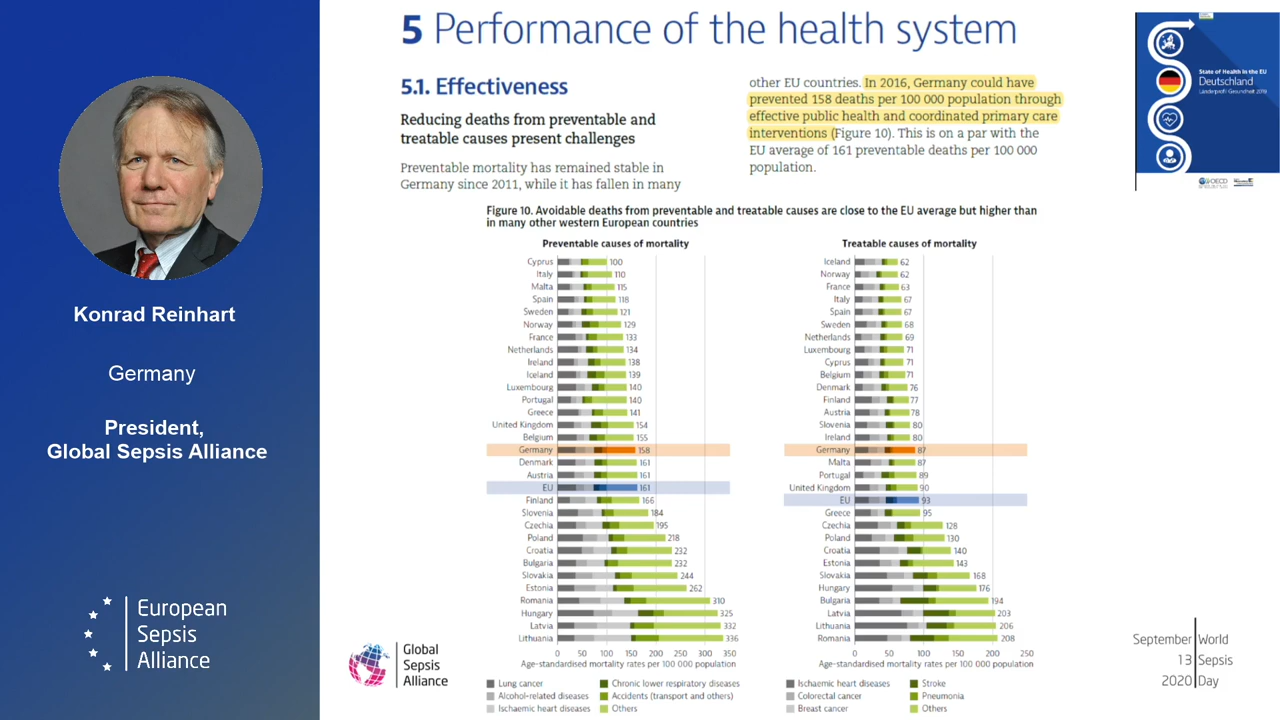 5 Performance of the health system
5.1. Effectiveness
Reducing deaths from preventable and
treatable causes present challenges
Preventable mortality has remained stable in
Germany since 2011, while it has fallen in many
other EU countries. In 2016, Germany could have
prevented 158 deaths per 100 000 population through
effective public health and coordinated primary care
interventions (Figure 10). This is on a par with the
EU average of 161 preventable deaths per 100 000
population.
State of Health in the EU
Deutschland
Länderprofil Gesundheit 2019
OECD
Konrad Reinhart
Germany
President,
Global Sepsis Alliance
European
Sepsis
Alliance
Figure 10. Avoidable deaths from preventable and treatable causes are close to the EU average but higher than
in many other western European countries
Preventable causes of mortality
Cyprus 100
Italy 110
Malta 115
Spain 118
Sweden 121
Norway 129
France 133
Netherlands 134
Ireland 138
Iceland 139
Luxembourg 140
Portugal 140
Greece 141
United Kingdom 154
Belgium 155
Germany 158
Denmark 161
Austria 161
EU 161
Finland 166
Slovenia 184
Czechia 195
Poland 218
Croatia 232
Bulgaria 232
Slovakia 244
Estonia 262
Romania 310
Hungary 325
Latvia 332
Lithuania 336
0 50 100 150 200 250 300 350
Age-standardised mortality rates per 100 000 population
Lung cancer
Alcohol-related diseases
Ischaemic heart diseases
Chronic lower respiratory diseases
Accidents (transport and others)
Others
Treatable causes of mortality
Iceland 62
Norway 62
France 63
Italy 67
Spain 67
Sweden 68
Netherlands 69
Luxembourg 71
Cyprus 71
Belgium 71
Denmark 76
Finland 77
Austria 78
Slovenia 80
Ireland 80
Germany 87
Malta 87
Portugal 89
United Kingdom 90
EU 93
Greece 95
Czechia 128
Poland 130
Croatia 140
Estonia 143
Slovakia 168
Hungary 176
Bulgaria 194
Latvia 203
Lithuania 206
Romania 208
0 50 100 150 200 250
Age-standardised mortality rates per 100 000 population
Ischaemic heart diseases
Colorectal cancer
Breast cancer
Stroke
Pneumonia
Others
Global
Sepsis
Alliance
September World
13 Sepsis
2020 Day